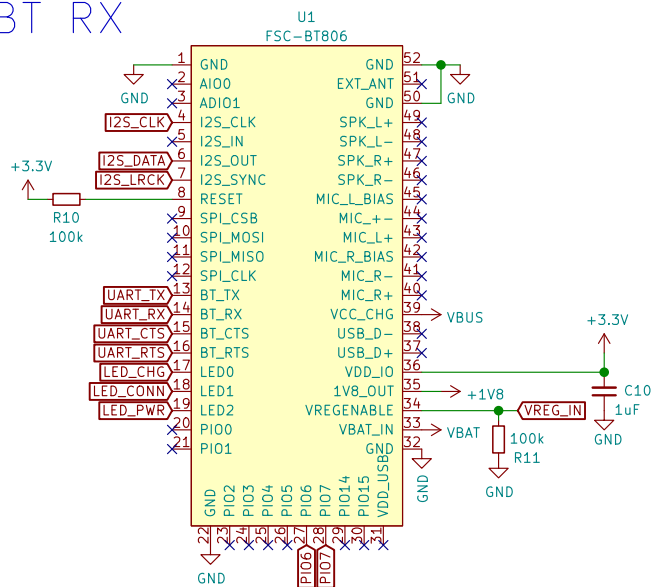 BT RX
U1
FSC-BT806
1 GND GND 52
2 AIO0 EXT_ANT 51
GND 3 ADIO1 GND 50 GND
I2S_CLK 4 I2S_CLK SPK_L+ 49
5 I2S_IN SPK_L- 48
I2S_DATA 6 I2S_OUT SPK_R+ 47
+3.3V I2S_LRCK 7 I2S_SYNC SPK_R- 46
8 RESET MIC_L_BIAS 45
R10 9 SPI_CSB MIC_+- 44
100k 10 SPI_MOSI MIC_L+ 43
11 SPI_MISO MIC_R_BIAS 42
12 SPI_CLK MIC_R- 41
UART_TX 13 BT_TX MIC_R+ 40
UART_RX 14 BT_RX VCC_CHG 39 VBUS +3.3V
UART_CTS 15 BT_CTS USB_D- 38
UART_RTS 16 BT_RTS USB_D+ 37
LED_CHG 17 LED0 VDD_IO 36
LED_CONN 18 LED1 1V8_OUT 35 +1V8 C10
LED_PWR 19 LED2 VREGENABLE 34 VREG_IN 1uF
20 PIO0 VBAT_IN 33 VBAT 100k GND
21 PIO1 GND 32 R11
GND PIO2 PIO3 PIO4 PIO5 PIO6 PIO7 PIO14 PIO15 VDD_USB GND GND
22 23 24 25 26 27 28 29 30 31
GND PIO6 PIO7